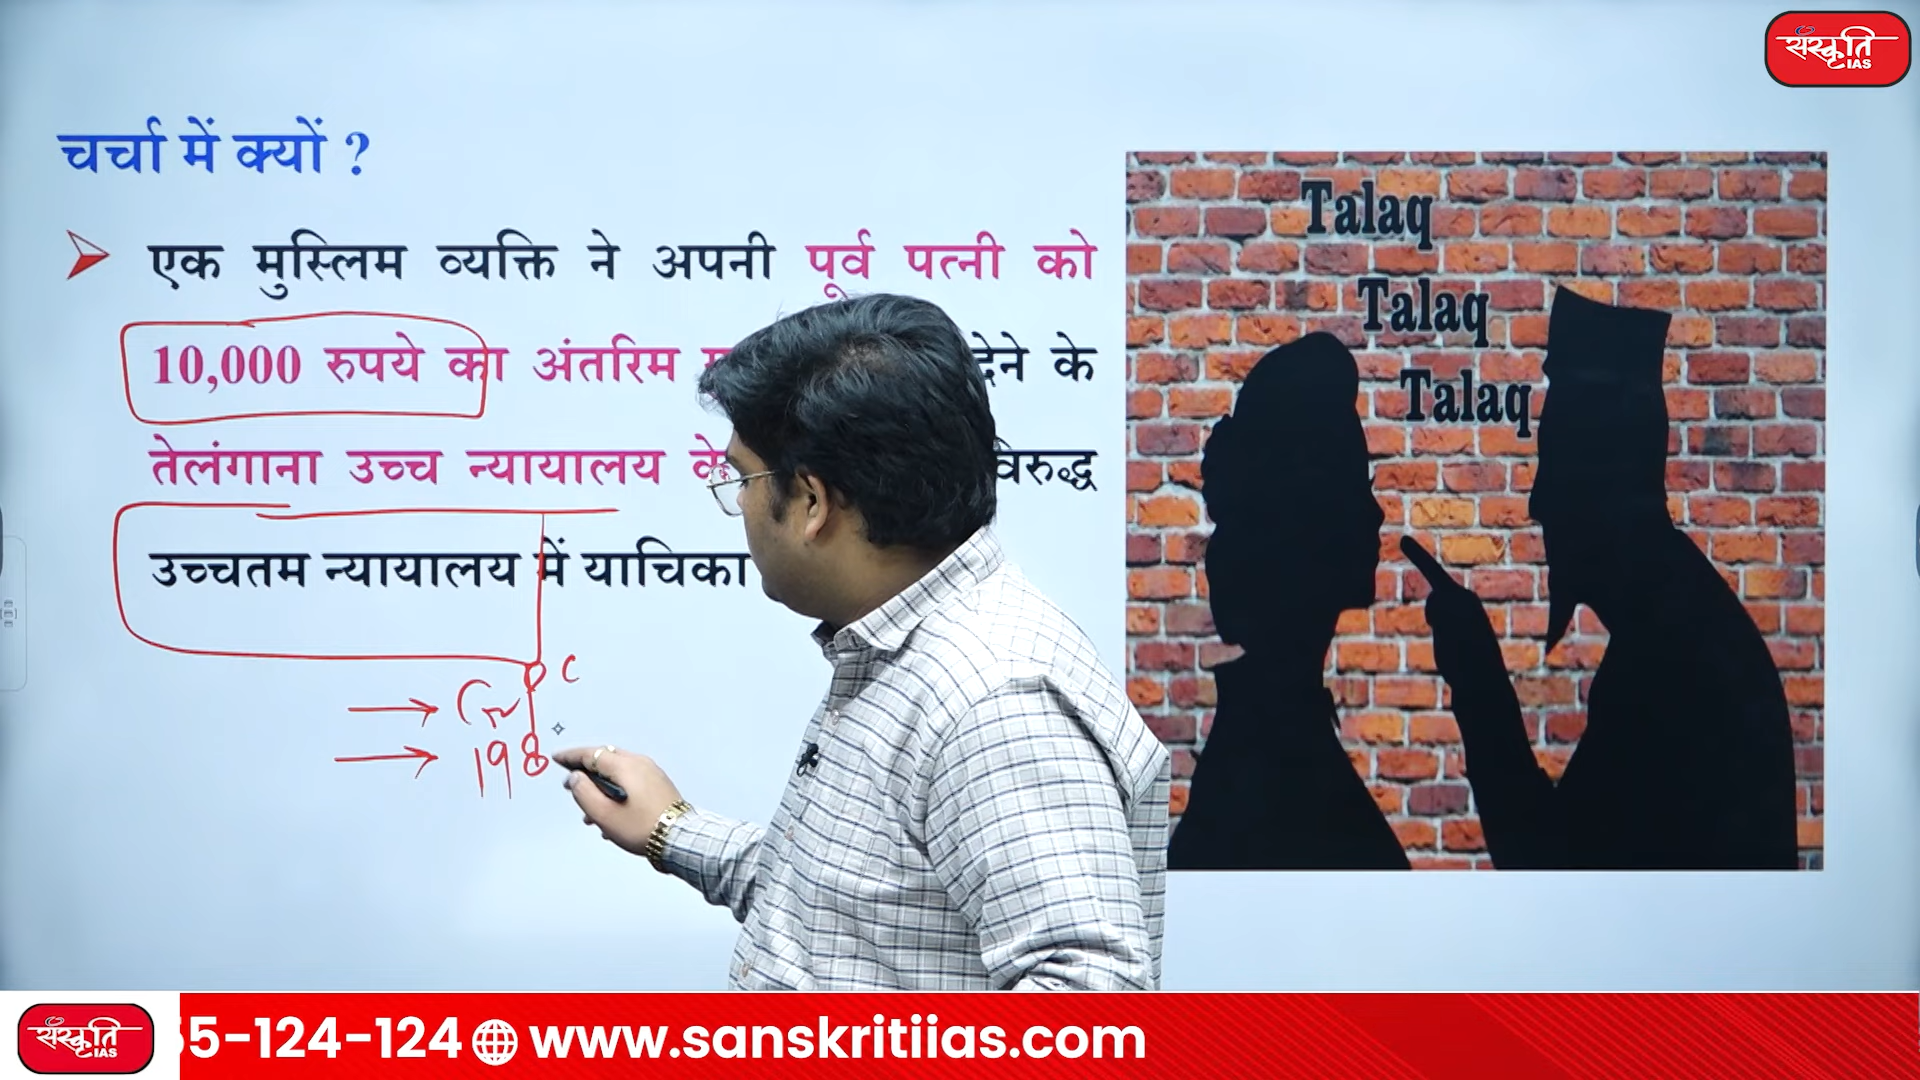 संस्कृति
IAS
चर्चा में क्यों ?
एक मुस्लिम व्यक्ति ने अपनी पूर्व पत्नी को
10,000 रुपये का अंतरिम देने के
तेलंगाना उच्च न्यायालय के विरुद्ध
उच्चतम न्यायालय में याचिका
C
198
Talaq
Talaq
Talaq
संस्कृति
IAS
55-124-124 www.sanskritiias.com